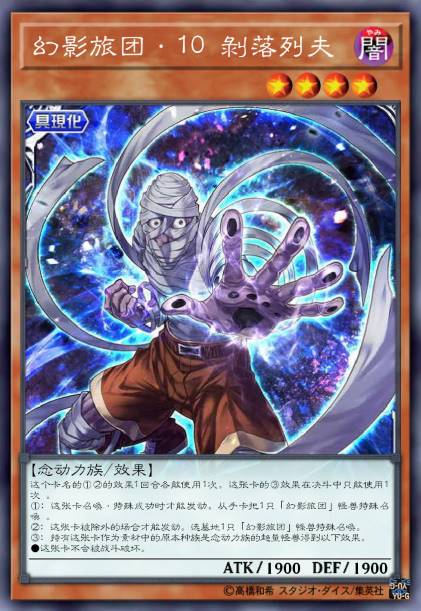 幻影旅团·10 剥落列夫
闇
やみ
具現化
【念动力族/效果】
这个卡名的①②的效果1回合各能使用1次，这张卡的③效果在决斗中只能使用1
次 。
①：这张卡召唤·特殊成功时才能发动。从手卡地1只「幻影旅团」怪兽特殊召
唤 。
②：这张卡被除外的场合才能发动。选墓地1只「幻影旅团」怪兽特殊召唤。
③：持有这张卡作为素材中的原本种族是念动力族的超量怪兽得到以下效果。
●这张卡不会被战斗破坏。
ATK/1900 DEF/1900
©高橋和希 スタジオ・ダイス/集英社